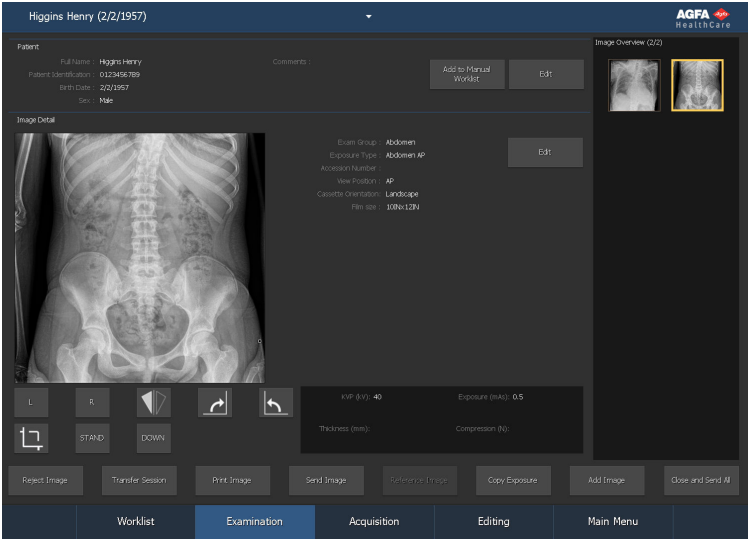 Higgins Henry (2/2/1957)
AGFA
HealthCare
Patient
Full Name : Higgins Henry
Comments :
Patient Identification : 0123456789
Birth Date : 2/2/1957
Sex : Male
Add to Manual
Worklist
Edit
Image Overview (2/2)
Image Detail
Exam Group : Abdomen
Exposure Type : Abdomen AP
Accession Number :
View Position : AP
Cassette Orientation: Landscape
Film size : 10INx12IN
Edit
L
R
STAND
DOWN
KVP (kV): 40
Exposure (mAs): 0.5
Thickness (mm):
Compression (N):
Reject Image
Transfer Session
Print Image
Send Image
Reference Image
Copy Exposure
Add Image
Close and Send All
Worklist
Examination
Acquisition
Editing
Main Menu